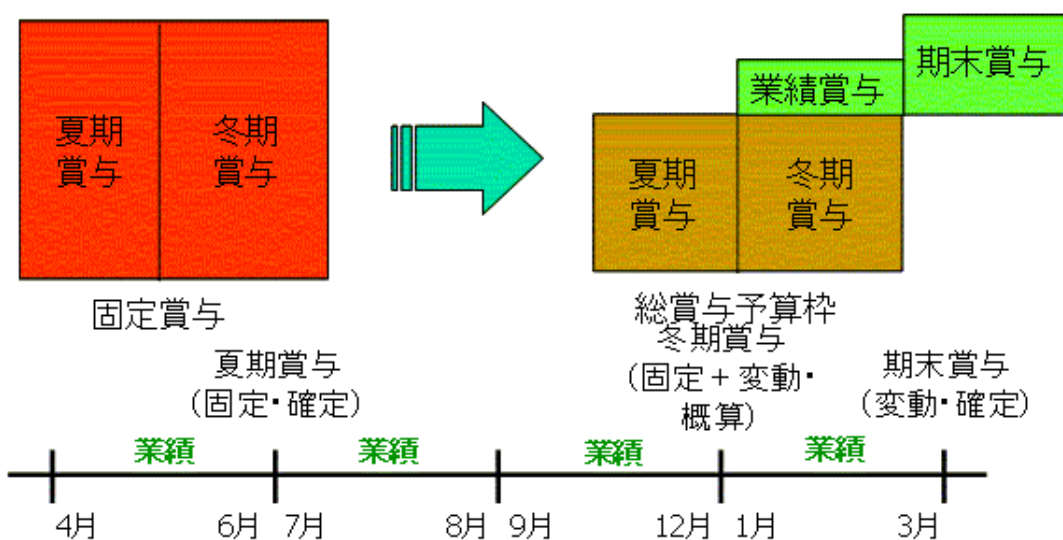 夏期
賞与
冬期
賞与
固定賞与
業績賞与
期末賞与
夏期
賞与
冬期
賞与
総賞与予算枠
夏期賞与
(固定・確定)
冬期賞与
(固定+変動・
概算)
期末賞与
(変動・確定)
業績
業績
業績
業績
4月
6月
7月
8月
9月
12月
1月
3月